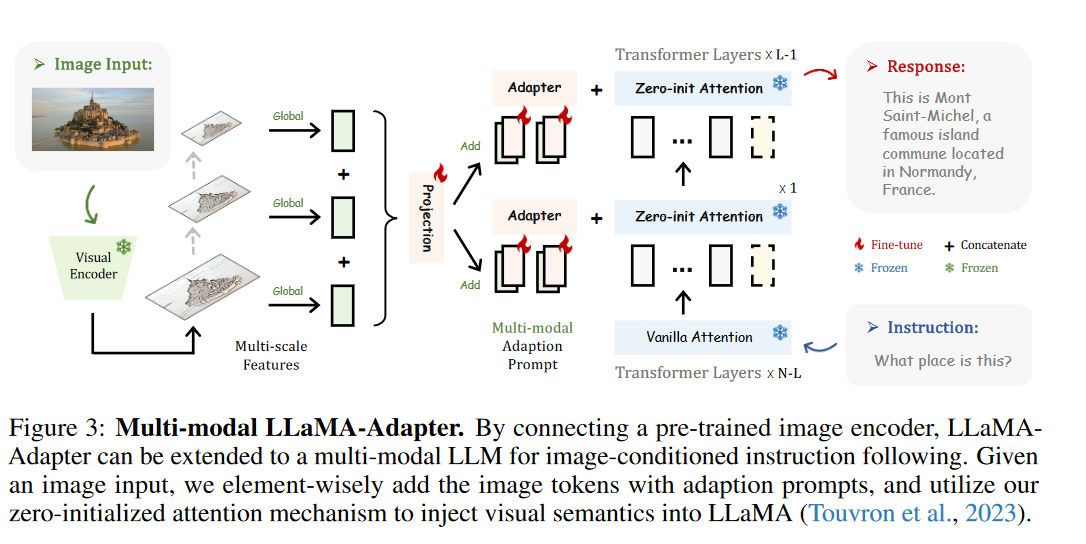 Image Input:
Visual
Encoder
Global
Global
Global
+
+
Multi-scale
Features
Projection
Add
Add
Transformer Layers x L-1
Adapter + Zero-init Attention
...
x 1
Adapter + Zero-init Attention
...
Multi-modal
Adaption
Prompt
Vanilla Attention
Transformer Layers x N-L
Response:
This is Mont
Saint-Michel, a
famous island
commune located
in Normandy,
France.
Fine-tune + Concatenate
Frozen Frozen
Instruction:
What place is this?
Figure 3: Multi-modal LLaMA-Adapter. By connecting a pre-trained image encoder, LLaMA-
Adapter can be extended to a multi-modal LLM for image-conditioned instruction following. Given
an image input, we element-wisely add the image tokens with adaption prompts, and utilize our
zero-initialized attention mechanism to inject visual semantics into LLaMA (Touvron et al., 2023).